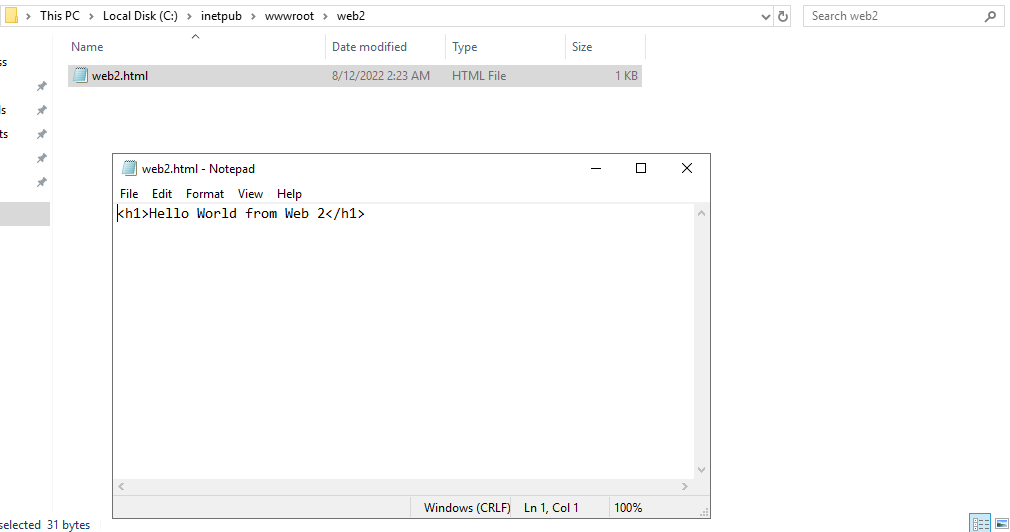 This PC > Local Disk (C:) > inetpub > wwwroot > web2
Search web2
Name Date modified Type Size
ss
web2.html 8/12/2022 2:23 AM HTML File 1 KB
ls
ts
web2.html - Notepad
File Edit Format View Help
<h1>Hello World from Web 2</h1>
Windows (CRLF) Ln 1, Col 1 100%
selected 31 bytes